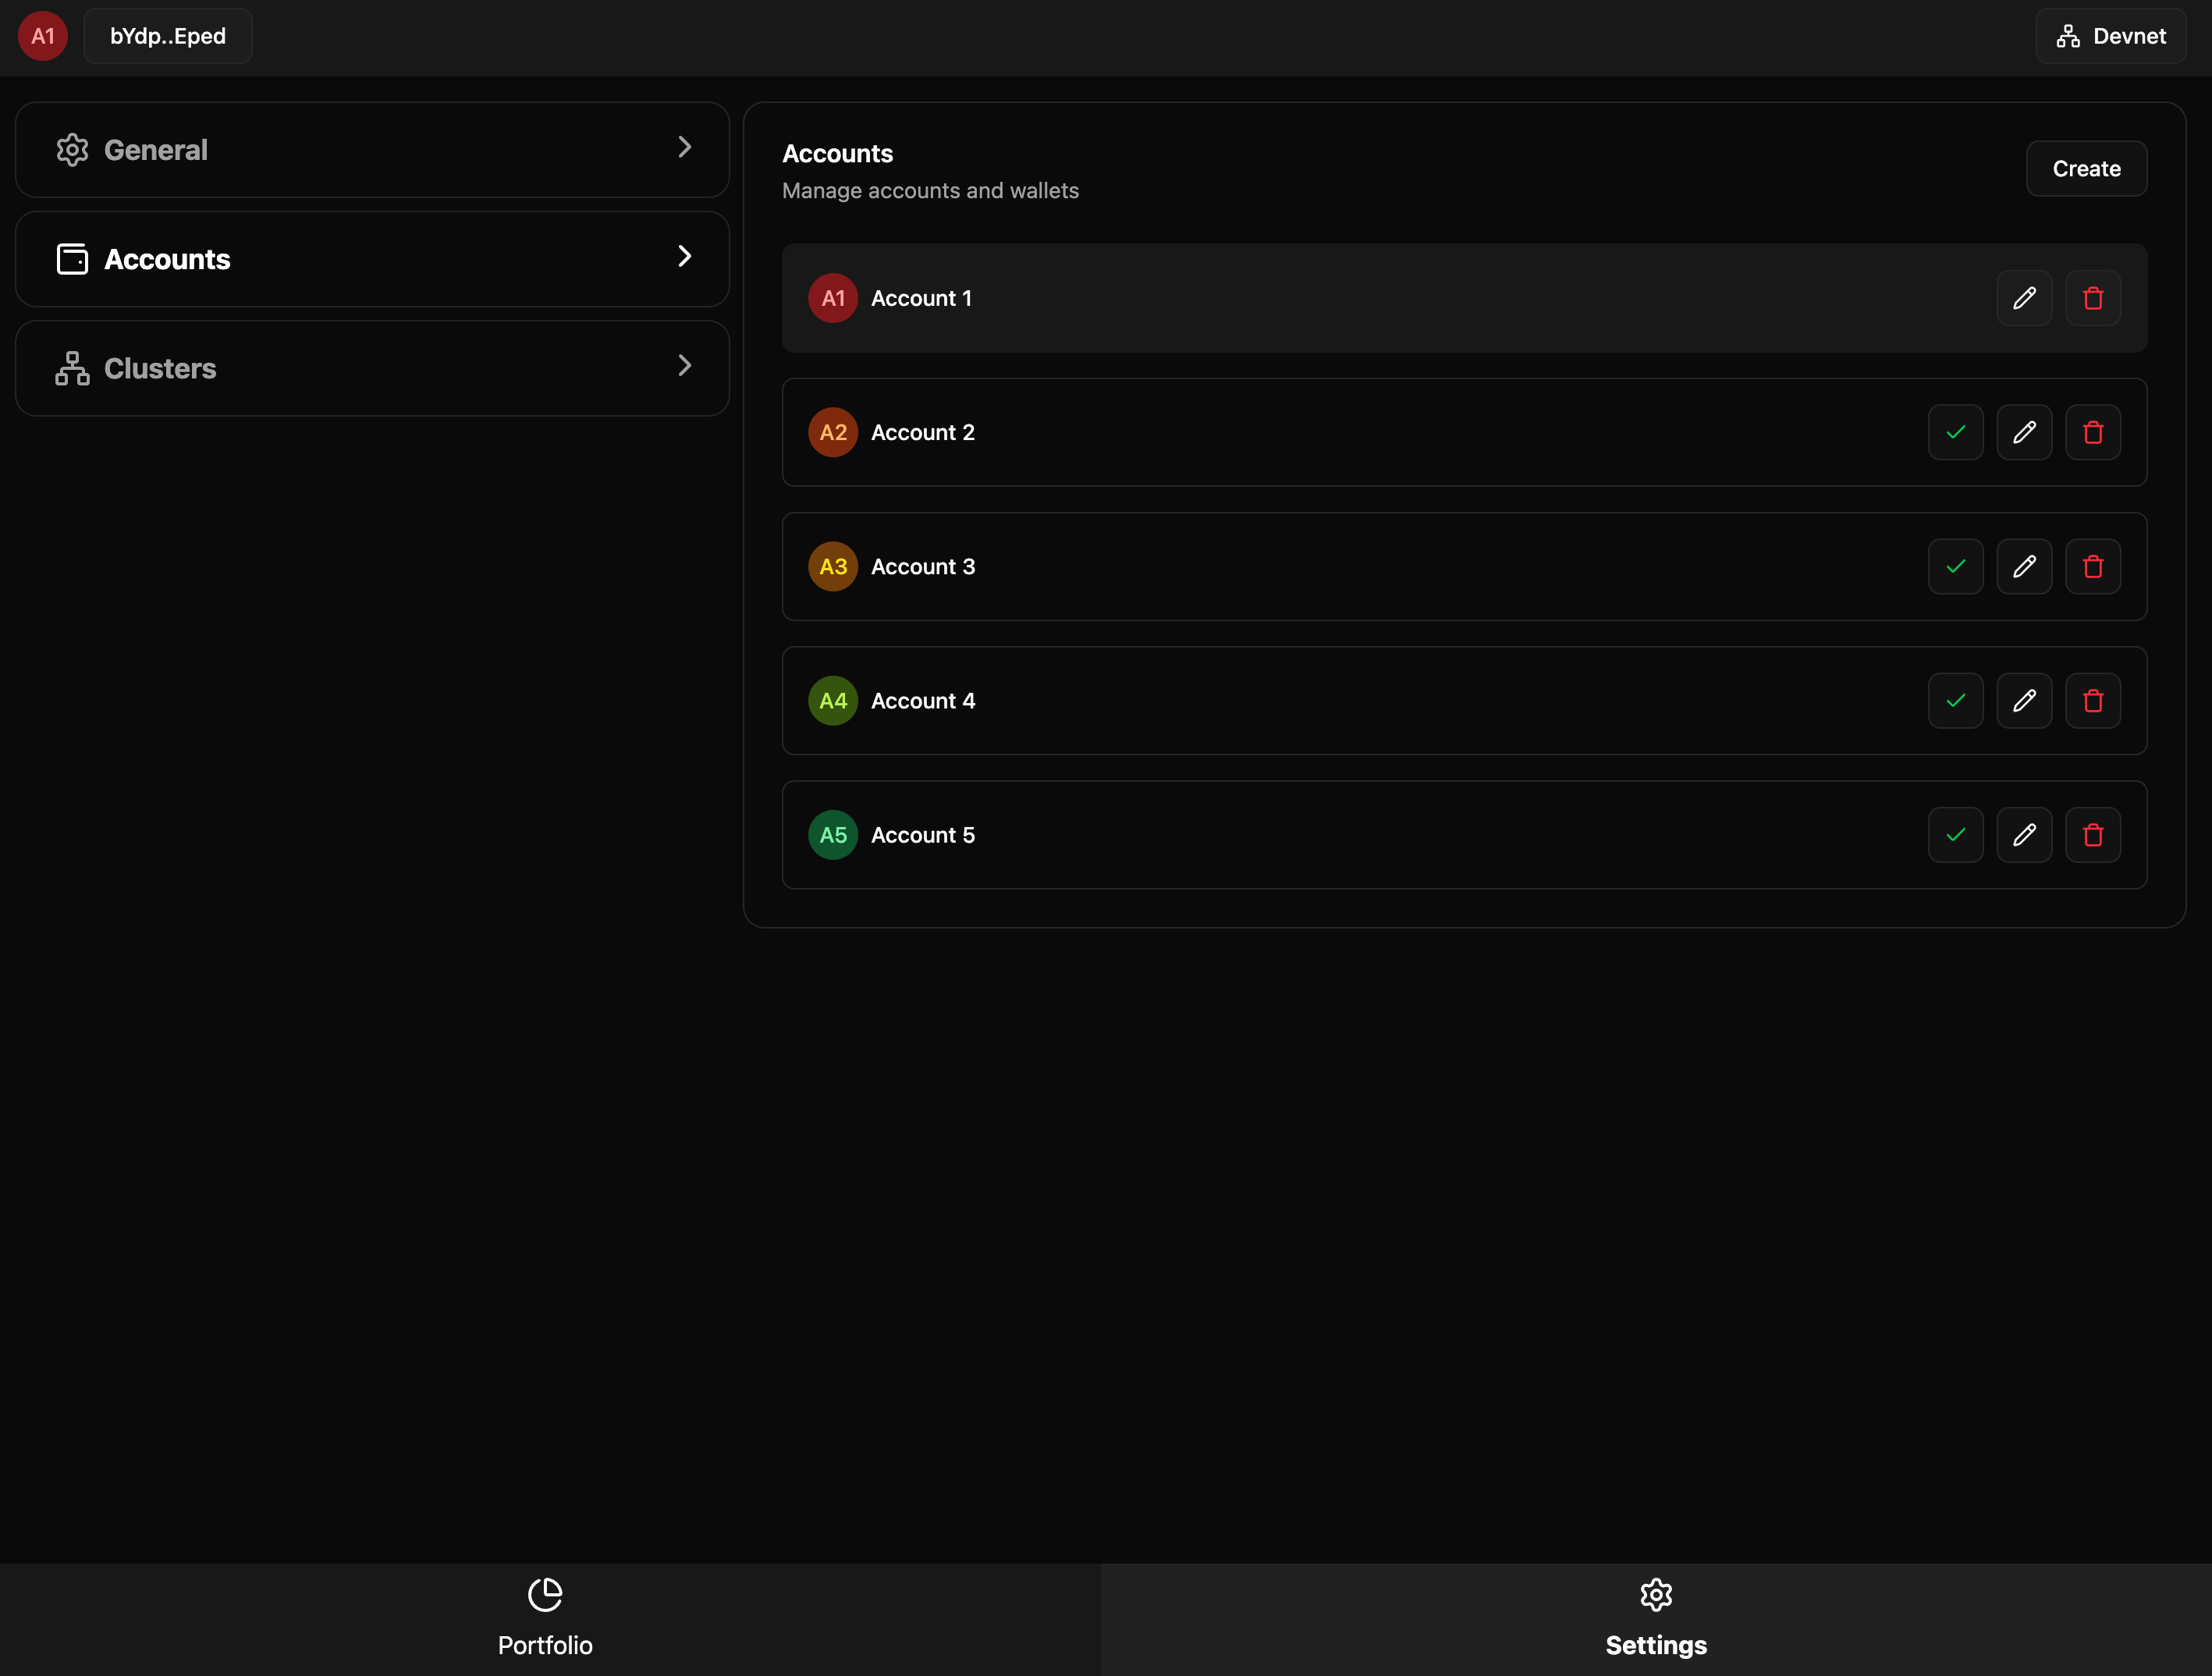 A1
bYdp..Eped
Devnet
General
Accounts
Clusters
Accounts
Manage accounts and wallets
Create
A1 Account 1
A2 Account 2
A3 Account 3
A4 Account 4
A5 Account 5
Portfolio
Settings